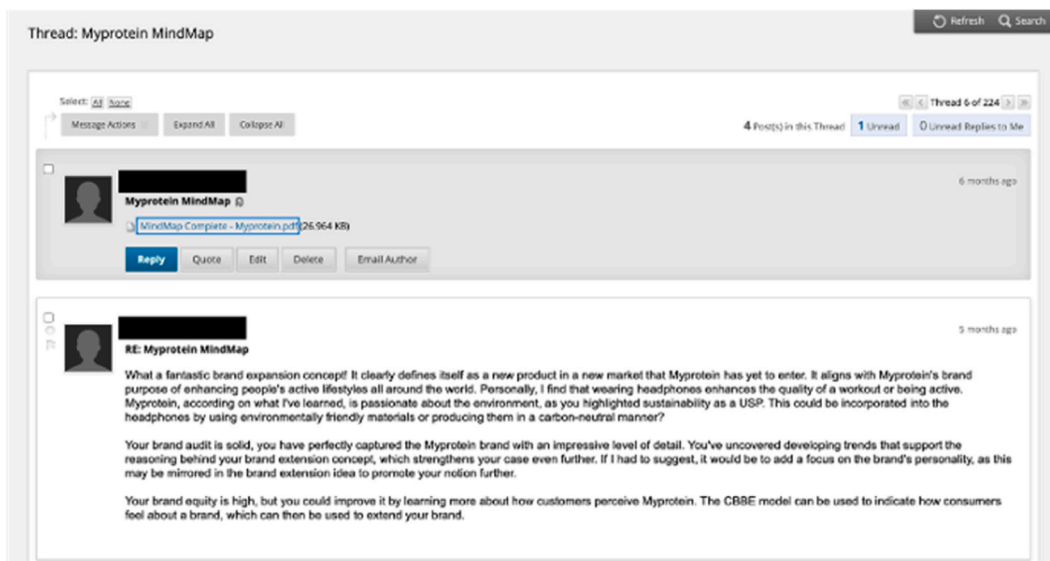 Refresh Search
Thread: Myprotein MindMap
Select: All None
Thread 6 of 224
Message Actions Expand All Collapse All
4 Post(s) in this Thread 1 Unread 0 Unread Replies to Me
6 months ago
Myprotein MindMap
MindMap Complete - Myprotein.pdf (26.964 KB)
Reply Quote Edit Delete Email Author
5 months ago
RE: Myprotein MindMap
What a fantastic brand expansion concept! It clearly defines itself as a new product in a new market that Myprotein has yet to enter. It aligns with Myprotein's brand
purpose of enhancing people's active lifestyles all around the world. Personally, I find that wearing headphones enhances the quality of a workout or being active.
Myprotein, according on what I've learned, is passionate about the environment, as you highlighted sustainability as a USP. This could be incorporated into the
headphones by using environmentally friendly materials or producing them in a carbon-neutral manner?
Your brand audit is solid, you have perfectly captured the Myprotein brand with an impressive level of detail. You've uncovered developing trends that support the
reasoning behind your brand extension concept, which strengthens your case even further. If I had to suggest, it would be to add a focus on the brand's personality, as this
may be mirrored in the brand extension idea to promote your notion further.
Your brand equity is high, but you could improve it by learning more about how customers perceive Myprotein. The CBBE model can be used to indicate how consumers
feel about a brand, which can then be used to extend your brand.